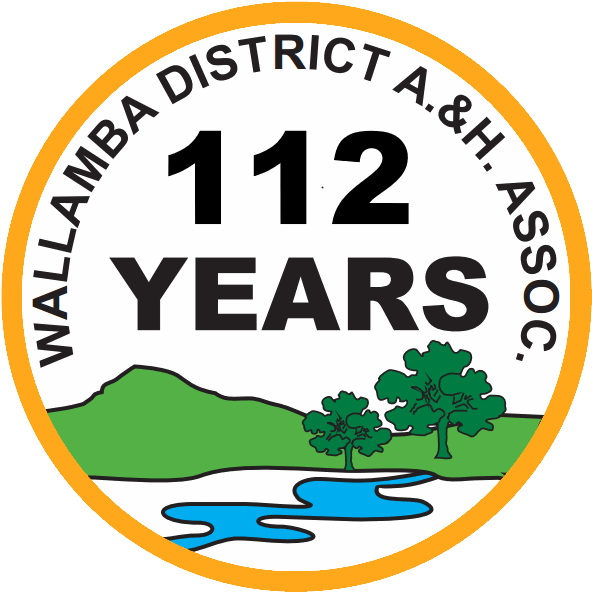 WALLAMBA DISTRICT A.&H. ASSOC.
112
YEARS